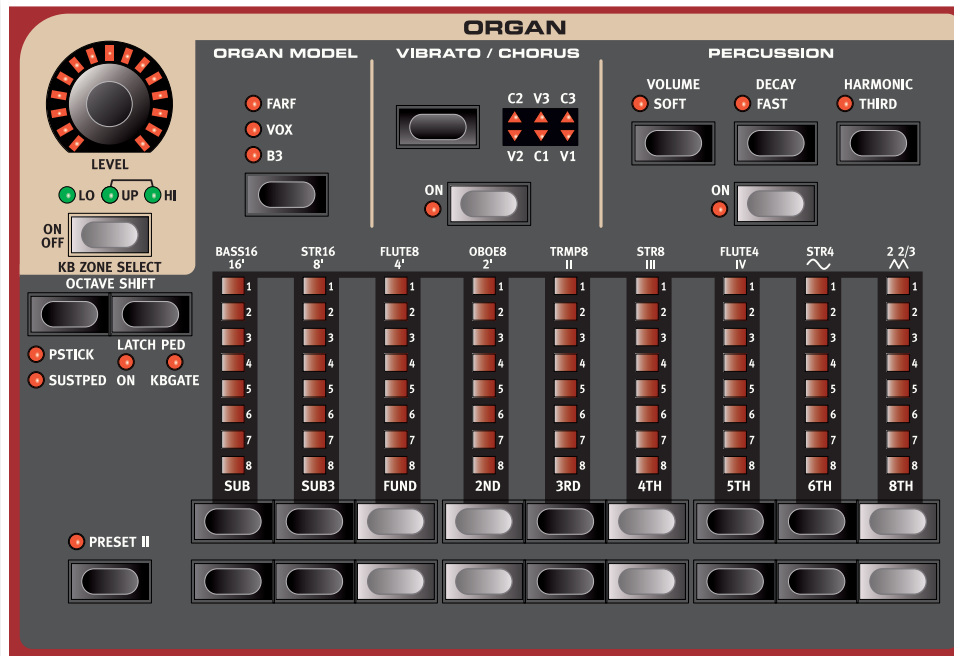 ORGAN
ORGAN MODEL
VIBRATO / CHORUS
PERCUSSION
LEVEL
LO UP HI
ON
OFF
KB ZONE SELECT
OCTAVE SHIFT
PSTICK
SUSTPED
LATCH PED
ON KBGATE
PRESET II
FARF
VOX
B3
C2 V3 C3
V2 C1 V1
ON
VOLUME
SOFT
DECAY
FAST
HARMONIC
THIRD
ON
BASS16 STR16 FLUTE8 OBOE8 TRMP8 STR8 FLUTE4 STR4 2 2/3
16' 8' 4' 2' II III IV
1 1 1 1 1 1 1 1 1
2 2 2 2 2 2 2 2 2
3 3 3 3 3 3 3 3 3
4 4 4 4 4 4 4 4 4
5 5 5 5 5 5 5 5 5
6 6 6 6 6 6 6 6 6
7 7 7 7 7 7 7 7 7
8 8 8 8 8 8 8 8 8
SUB SUB3 FUND 2ND 3RD 4TH 5TH 6TH 8TH